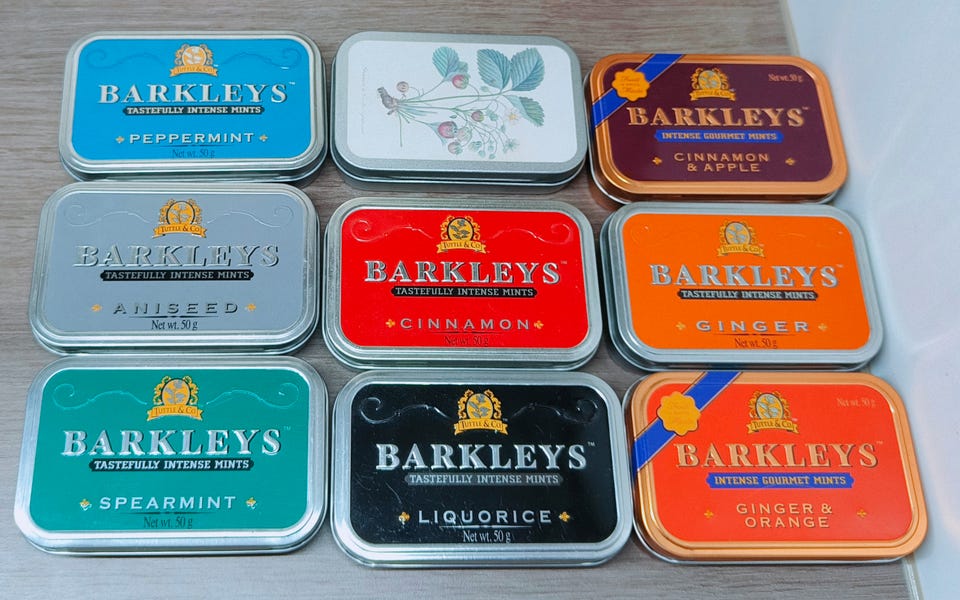 TUTTLE & CO
BARKLEYS™
TASTEFULLY INTENSE MINTS
PEPPERMINT
Net wt. 50 g
Net wt. 50 g
TUTTLE & CO
BARKLEYS
INTENSE GOURMET MINTS
CINNAMON
& APPLE
TUTTLE & CO
BARKLEYS
TASTEFULLY INTENSE MINTS
ANISEED
Net wt. 50 g
TUTTLE & CO
BARKLEYS™
TASTEFULLY INTENSE MINTS
CINNAMON
Net wt. 50 g
TUTTLE & CO
BARKLEYS™
TASTEFULLY INTENSE MINTS
GINGER
Net wt. 50 g
TUTTLE & CO
BARKLEYS™
TASTEFULLY INTENSE MINTS
SPEARMINT
Net wt. 50 g
TUTTLE & CO
BARKLEYS™
TASTEFULLY INTENSE MINTS
LIQUORICE
Net wt. 50 g
Net wt. 50 g
TUTTLE & CO
BARKLEYS™
INTENSE GOURMET MINTS
GINGER &
ORANGE